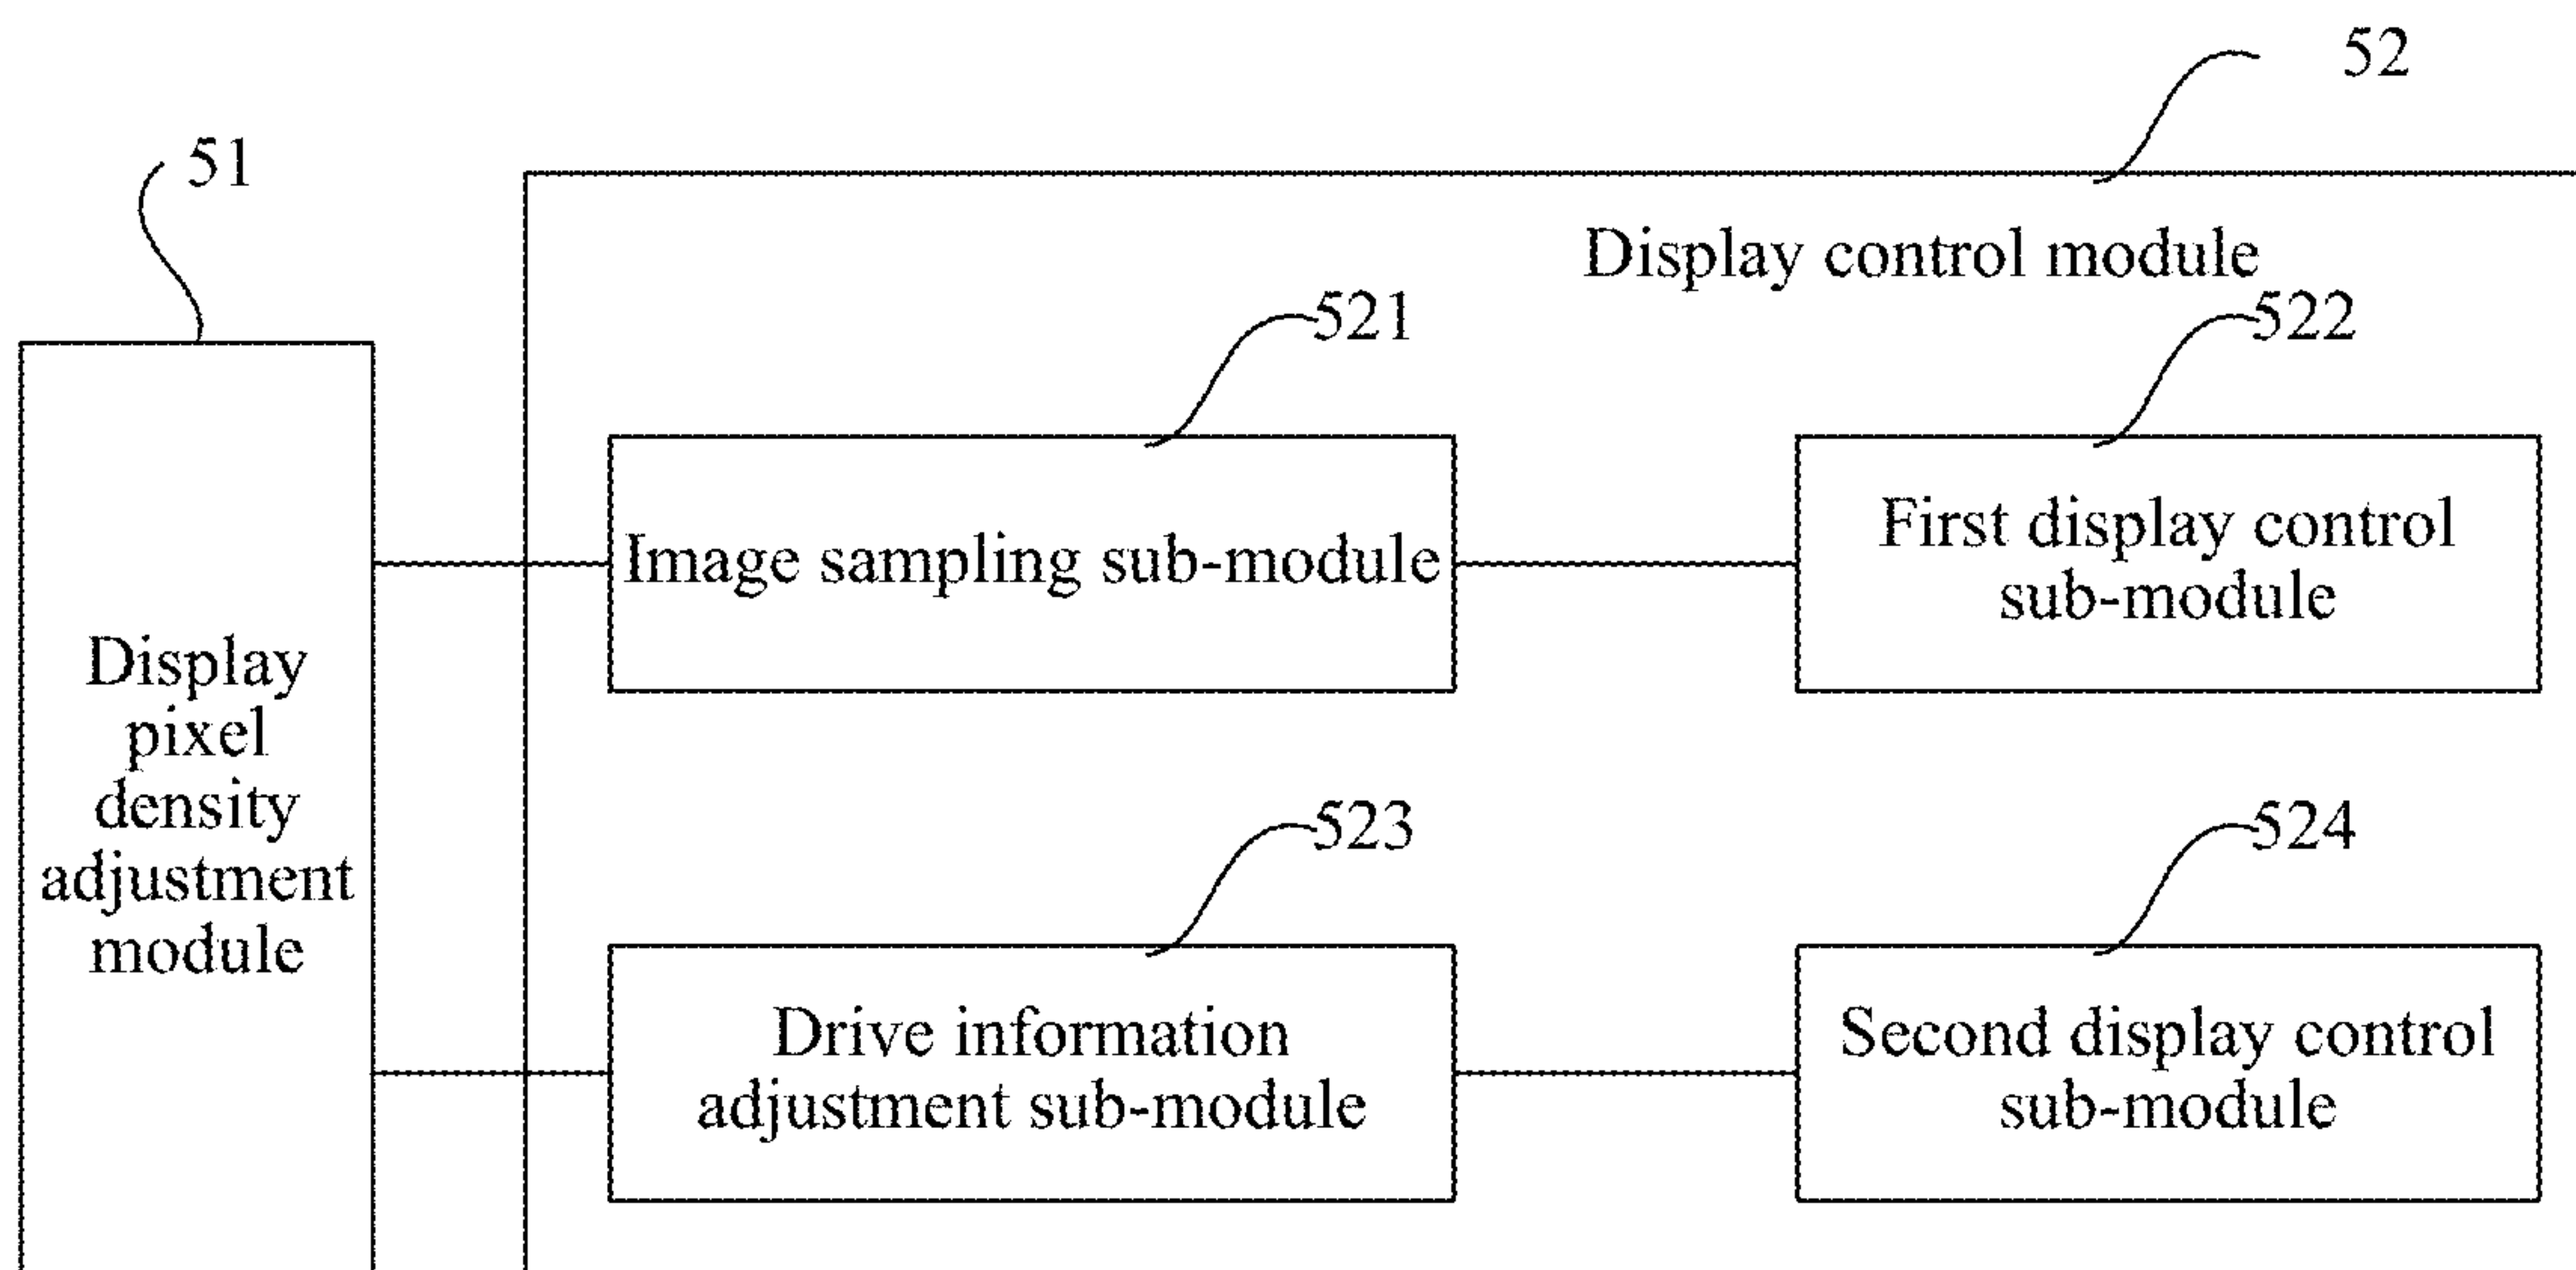 52
51
Display control module
521
522
Image sampling sub-module
First display control
sub-module
Display
pixel
density
adjustment
module
523
524
Drive information
adjustment sub-module
Second display control
sub-module